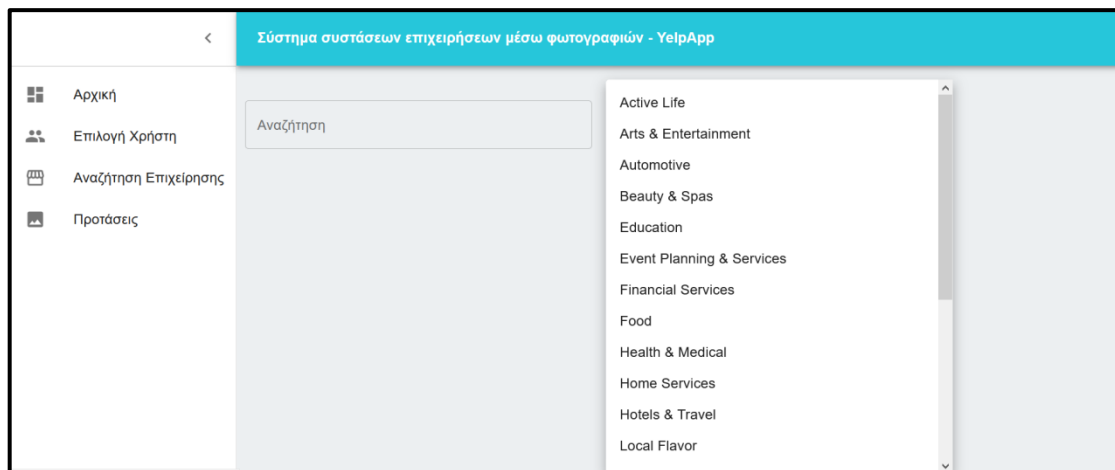 Σύστημα συστάσεων επιχειρήσεων μέσω φωτογραφιών - YelpApp
Αρχική
Επιλογή Χρήστη
Αναζήτηση Επιχείρησης
Προτάσεις
Αναζήτηση
Active Life
Arts & Entertainment
Automotive
Beauty & Spas
Education
Event Planning & Services
Financial Services
Food
Health & Medical
Home Services
Hotels & Travel
Local Flavor